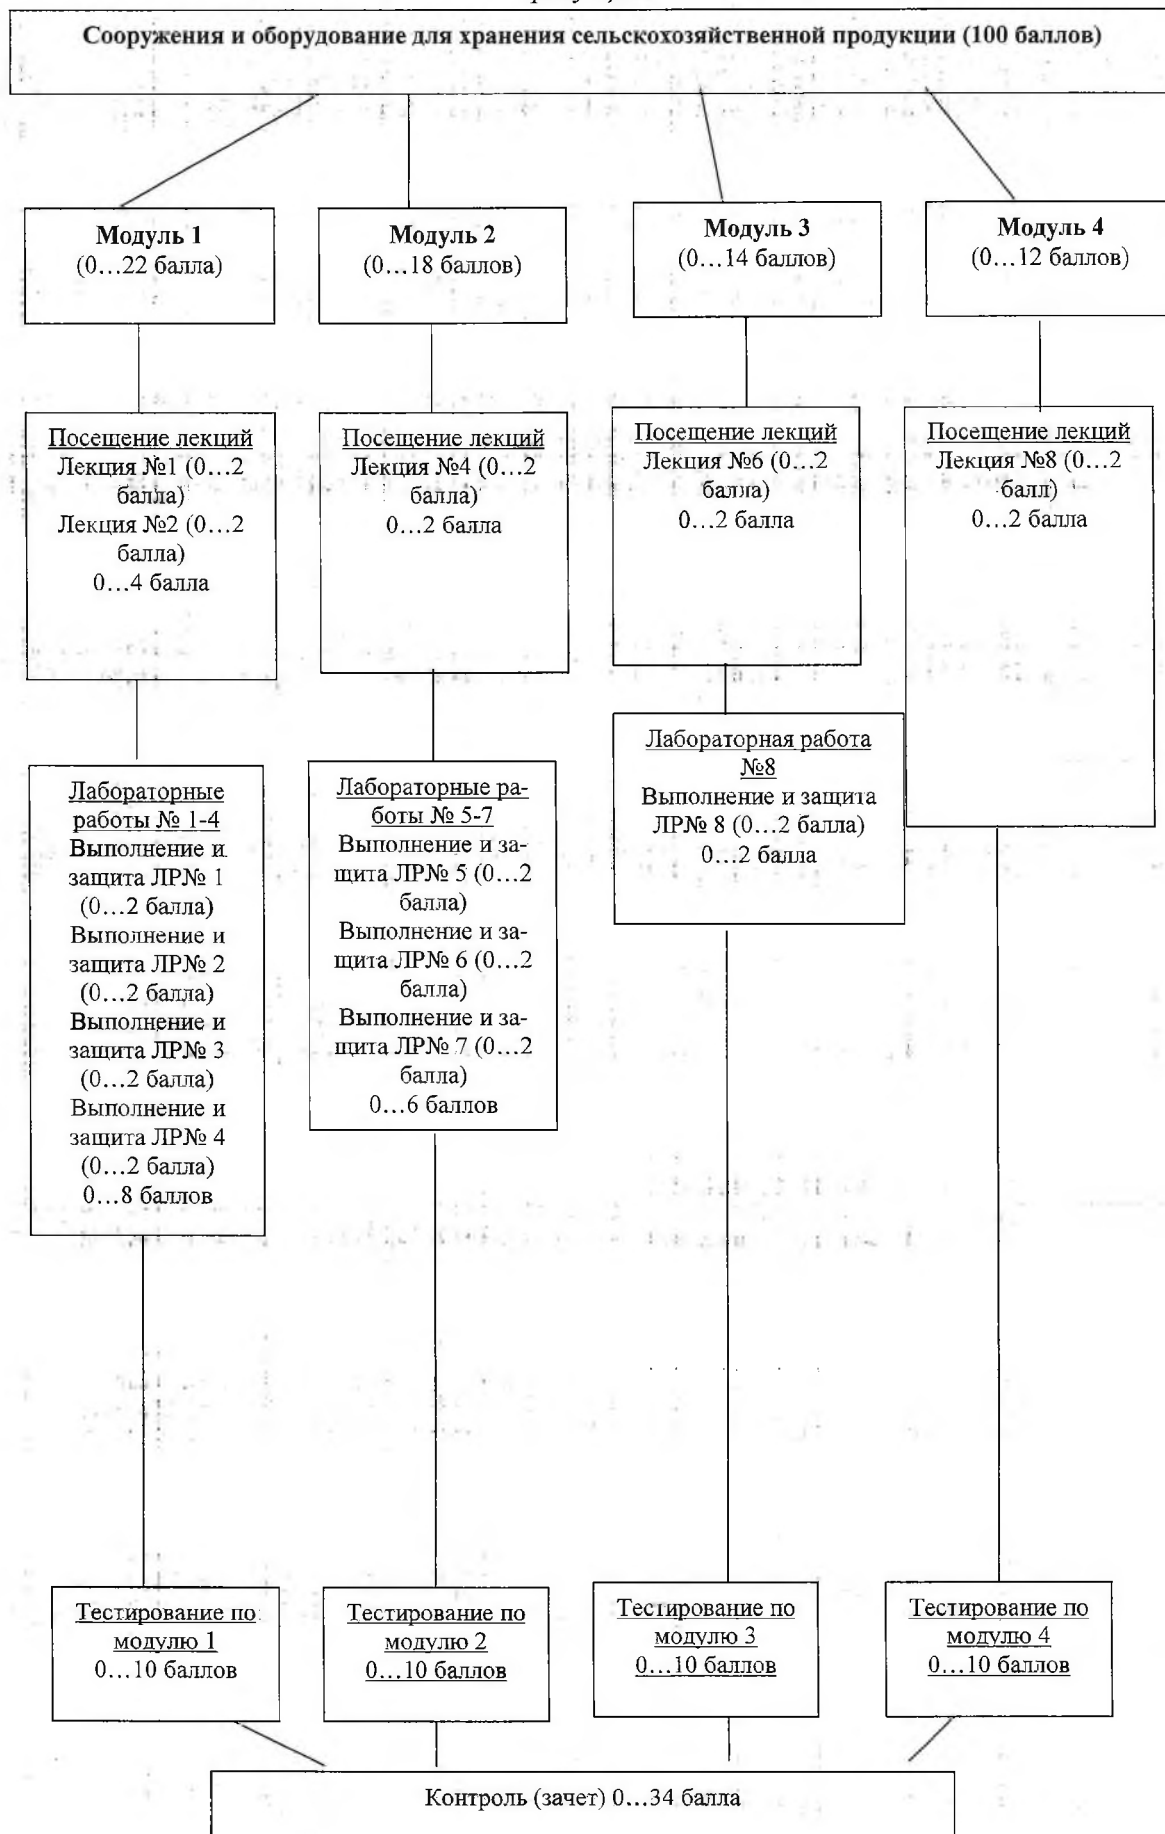 Сооружения и оборудование для хранения сельскохозяйственной продукции (100 баллов)
Модуль 1
(0...22 балла)
Модуль 2
(0...18 баллов)
Модуль 3
(0...14 баллов)
Модуль 4
(0...12 баллов)
Посещение лекций
Лекция №1 (0...2
балла)
Лекция №2 (0...2
балла)
0...4 балла
Посещение лекций
Лекция №4 (0...2
балла)
0...2 балла
Посещение лекций
Лекция №6 (0...2
балла)
0...2 балла
Посещение лекций
Лекция №8 (0...2
балл)
0...2 балла
Лабораторные
работы № 1-4
Выполнение и
защита ЛР№ 1
(0...2 балла)
Выполнение и
защита ЛР№ 2
(0...2 балла)
Выполнение и
защита ЛР№ 3
(0...2 балла)
Выполнение и
защита ЛР№ 4
(0...2 балла)
0...8 баллов
Лабораторные ра-
боты № 5-7
Выполнение и за-
щита ЛР№ 5 (0...2
балла)
Выполнение и за-
щита ЛР№ 6 (0...2
балла)
Выполнение и за-
щита ЛР№ 7 (0...2
балла)
0...6 баллов
Лабораторная работа
№8
Выполнение и защита
ЛР№ 8 (0...2 балла)
0...2 балла
Тестирование по
модулю 1
0...10 баллов
Тестирование по
модулю 2
0...10 баллов
Тестирование по
модулю 3
0...10 баллов
Тестирование по
модулю 4
0...10 баллов
Контроль (зачет) 0...34 балла